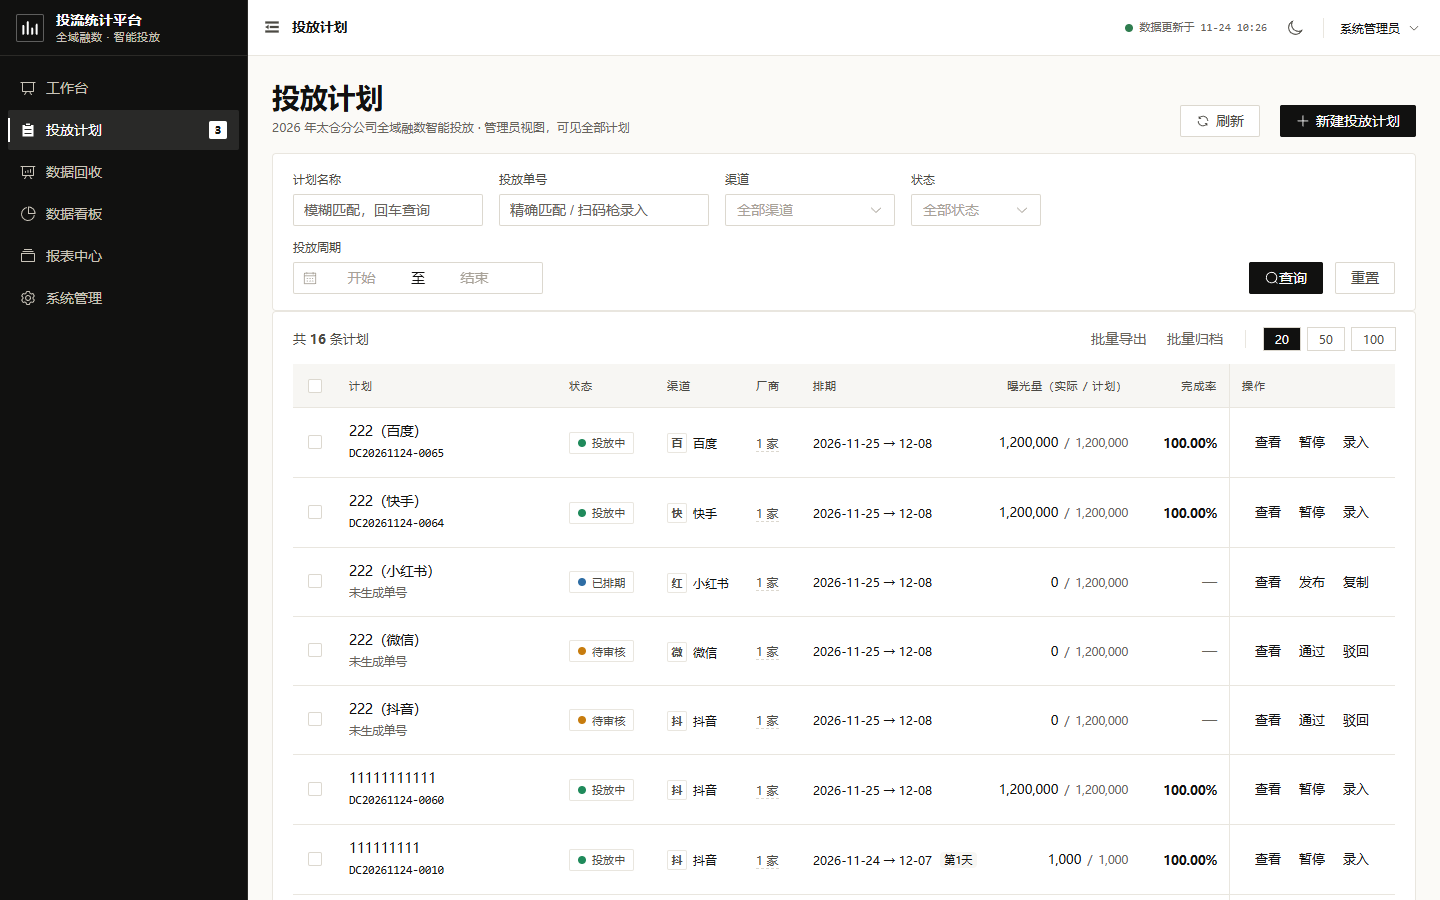 投流统计平台
全域融数 · 智能投放
工作台
投放计划 3
数据回收
数据看板
报表中心
系统管理
投放计划
数据更新于 11-24 10:26
系统管理员
投放计划
2026 年太仓分公司全域融数智能投放 · 管理员视图，可见全部计划
刷新
新建投放计划
计划名称 投放单号 渠道 状态
模糊匹配，回车查询 精确匹配 / 扫码枪录入 全部渠道 全部状态
投放周期
开始 至 结束
查询 重置
共 16 条计划 批量导出 批量归档 20 50 100
计划 状态 渠道 厂商 排期 曝光量（实际 / 计划） 完成率 操作
222（百度）
DC20261124-0065
投放中 百 百度 1 家 2026-11-25 → 12-08 1,200,000 / 1,200,000 100.00% 查看 暂停 录入
222（快手）
DC20261124-0064
投放中 快 快手 1 家 2026-11-25 → 12-08 1,200,000 / 1,200,000 100.00% 查看 暂停 录入
222（小红书）
未生成单号
已排期 红 小红书 1 家 2026-11-25 → 12-08 0 / 1,200,000 — 查看 发布 复制
222（微信）
未生成单号
待审核 微 微信 1 家 2026-11-25 → 12-08 0 / 1,200,000 — 查看 通过 驳回
222（抖音）
未生成单号
待审核 抖 抖音 1 家 2026-11-25 → 12-08 0 / 1,200,000 — 查看 通过 驳回
11111111111
DC20261124-0060
投放中 抖 抖音 1 家 2026-11-25 → 12-08 1,200,000 / 1,200,000 100.00% 查看 暂停 录入
111111111
DC20261124-0010
投放中 抖 抖音 1 家 2026-11-24 → 12-07 第1天 1,000 / 1,000 100.00% 查看 暂停 录入